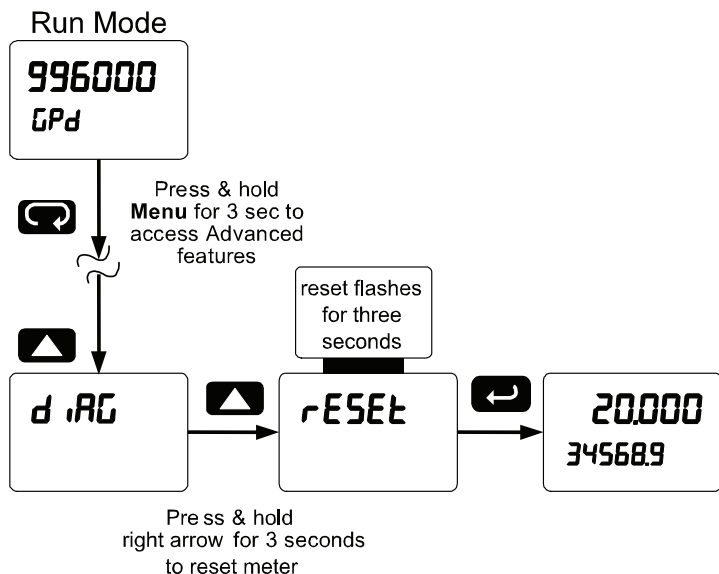 Run Mode
996000
GPd
Press & hold
Menu for 3 sec to
access Advanced
features
reset flashes
for three
seconds
diAG
rESEt
20.000
34568.9
Press & hold
right arrow for 3 seconds
to reset meter